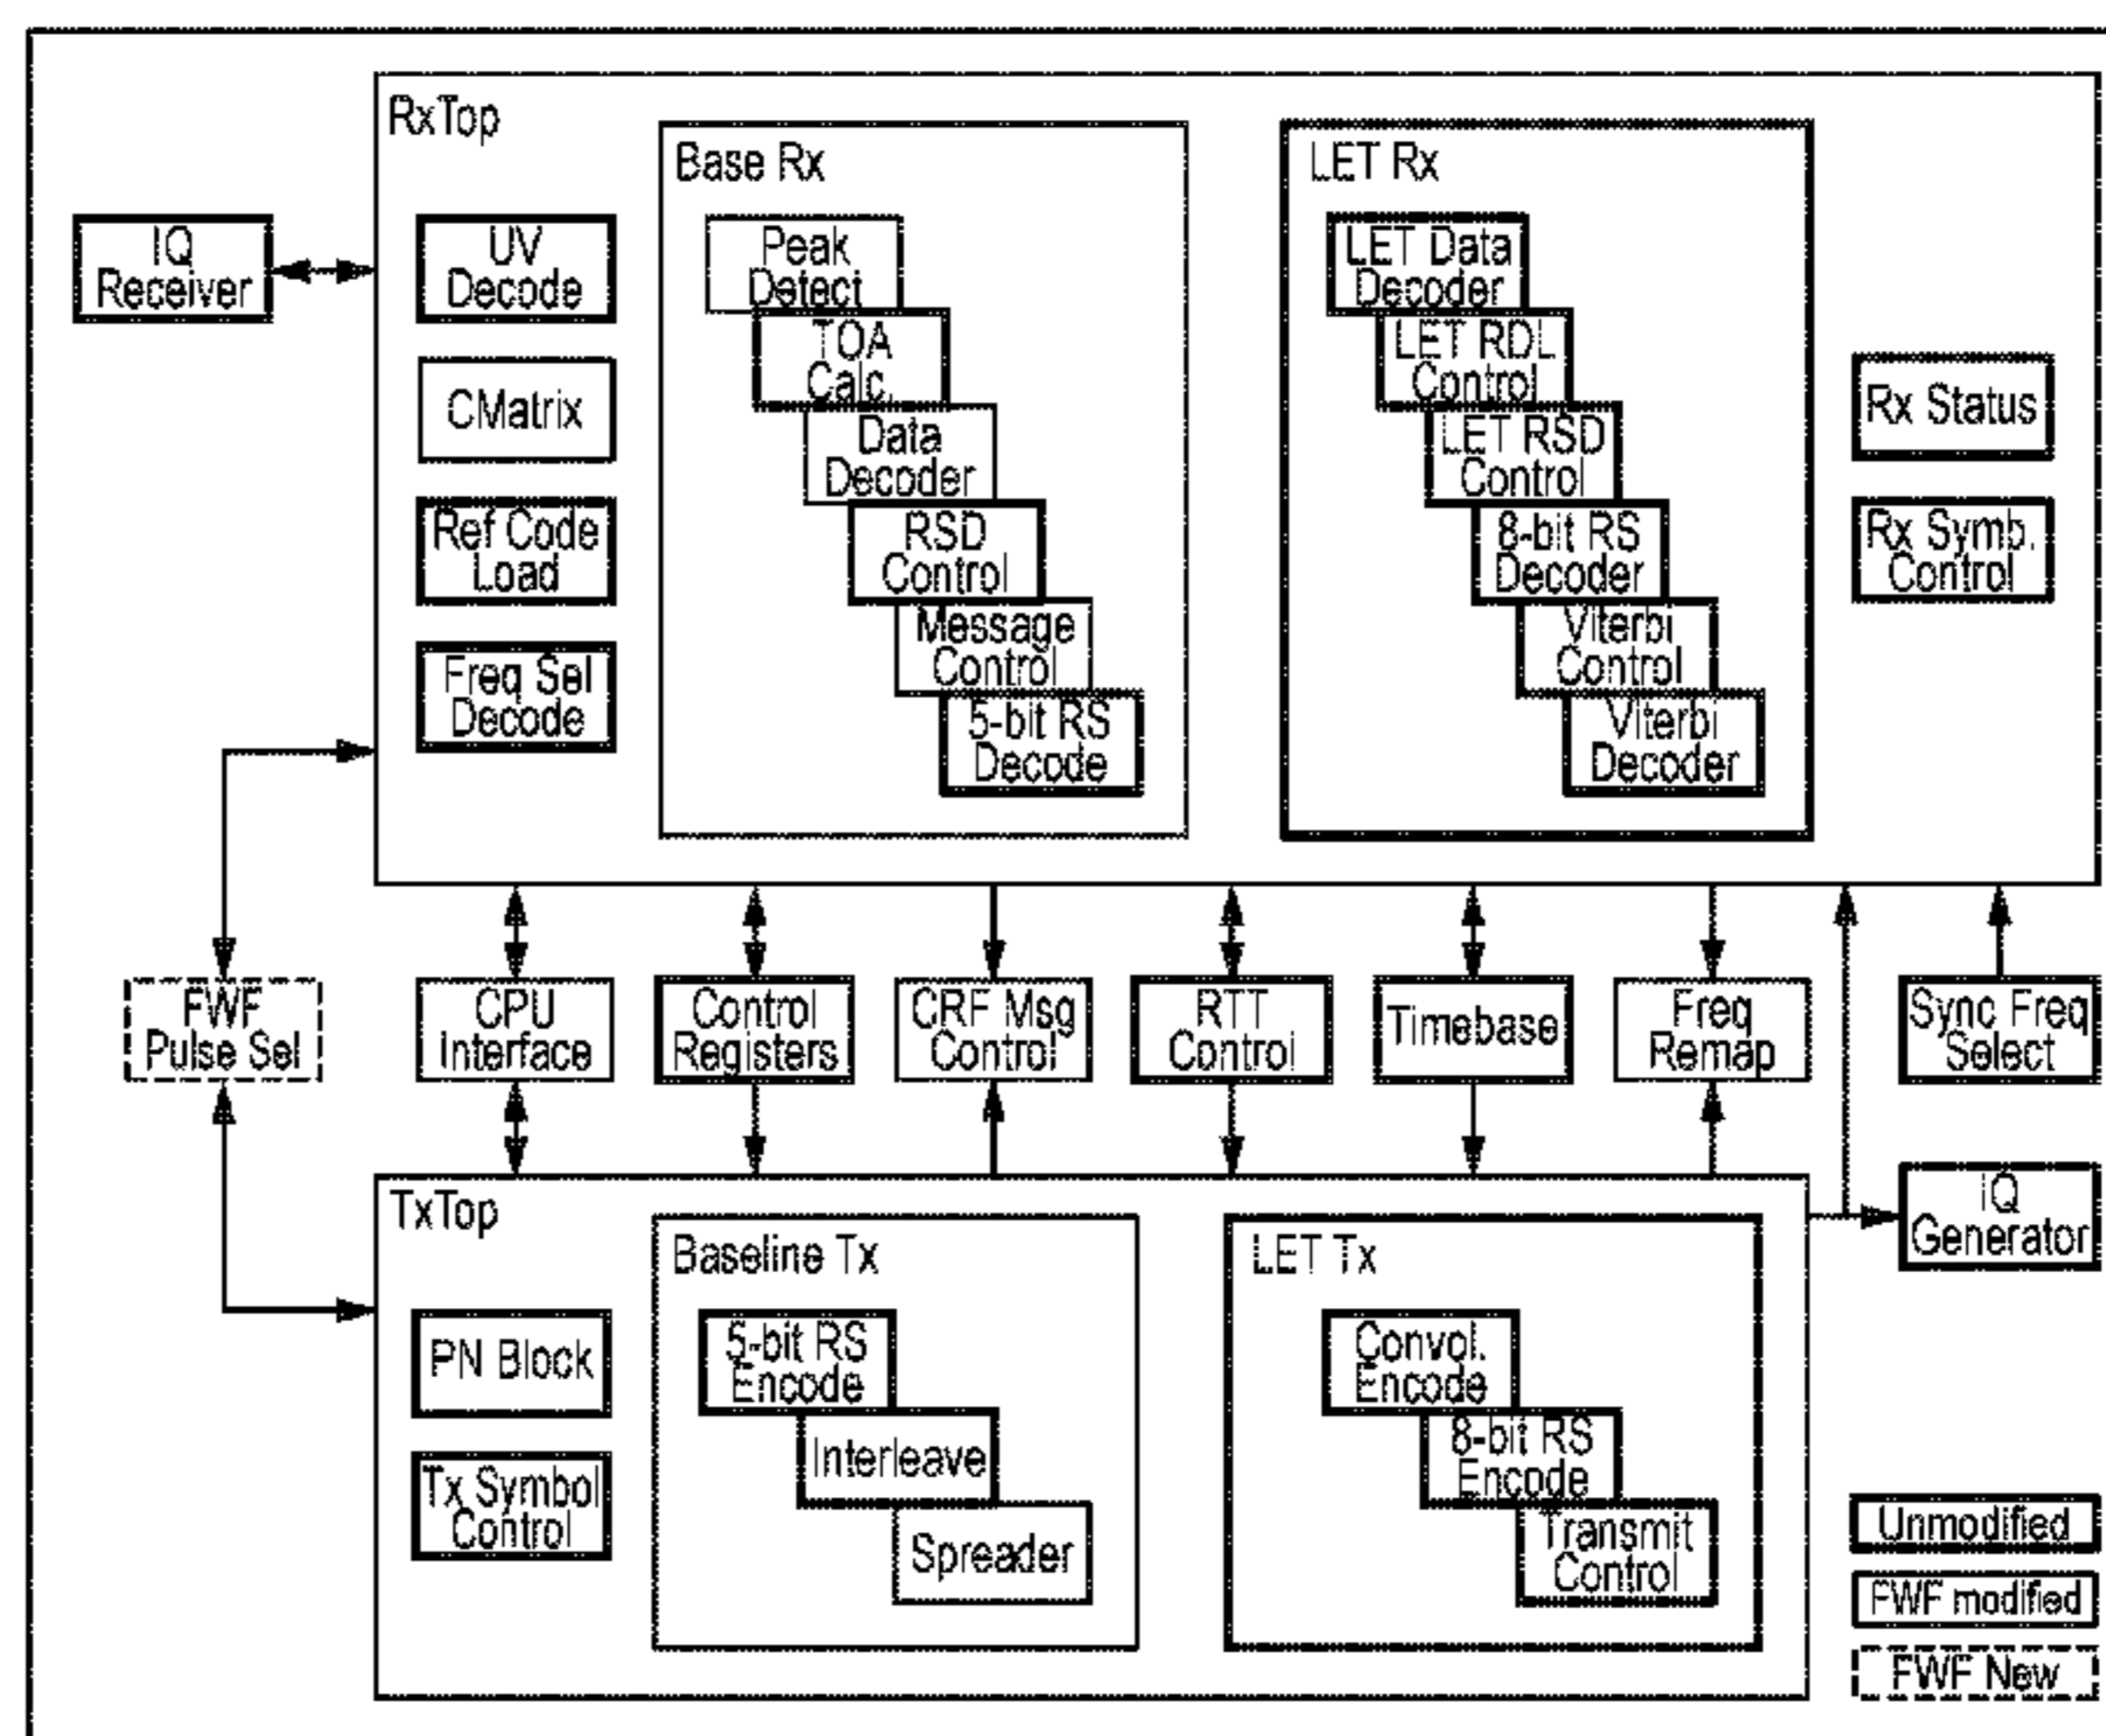 RxTop
Base Rx
LET Rx
IQ
Receiver
UV
Decode
CMatrix
Ref Code
Load
Freq Sel
Decode
Peak
Detect
TOA
Calc.
Data
Decoder
RSD
Control
Message
Control
5-bit RS
Decode
LET Data
Decoder
LET RDL
Control
LET RSD
Control
8-bit RS
Decoder
Viterbi
Control
Viterbi
Decoder
Rx Status
Rx Symb.
Control
FWF
Pulse Sel
CPU
Interface
Control
Registers
CRF Msg
Control
RTT
Control
Timebase
Freq
Remap
Sync Freq
Select
TxTop
Baseline Tx
LET Tx
IQ
Generator
PN Block
Tx Symbol
Control
5-bit RS
Encode
Interleave
Spreader
Convol.
Encode
8-bit RS
Encode
Transmit
Control
Unmodified
FWF modified
FWF New